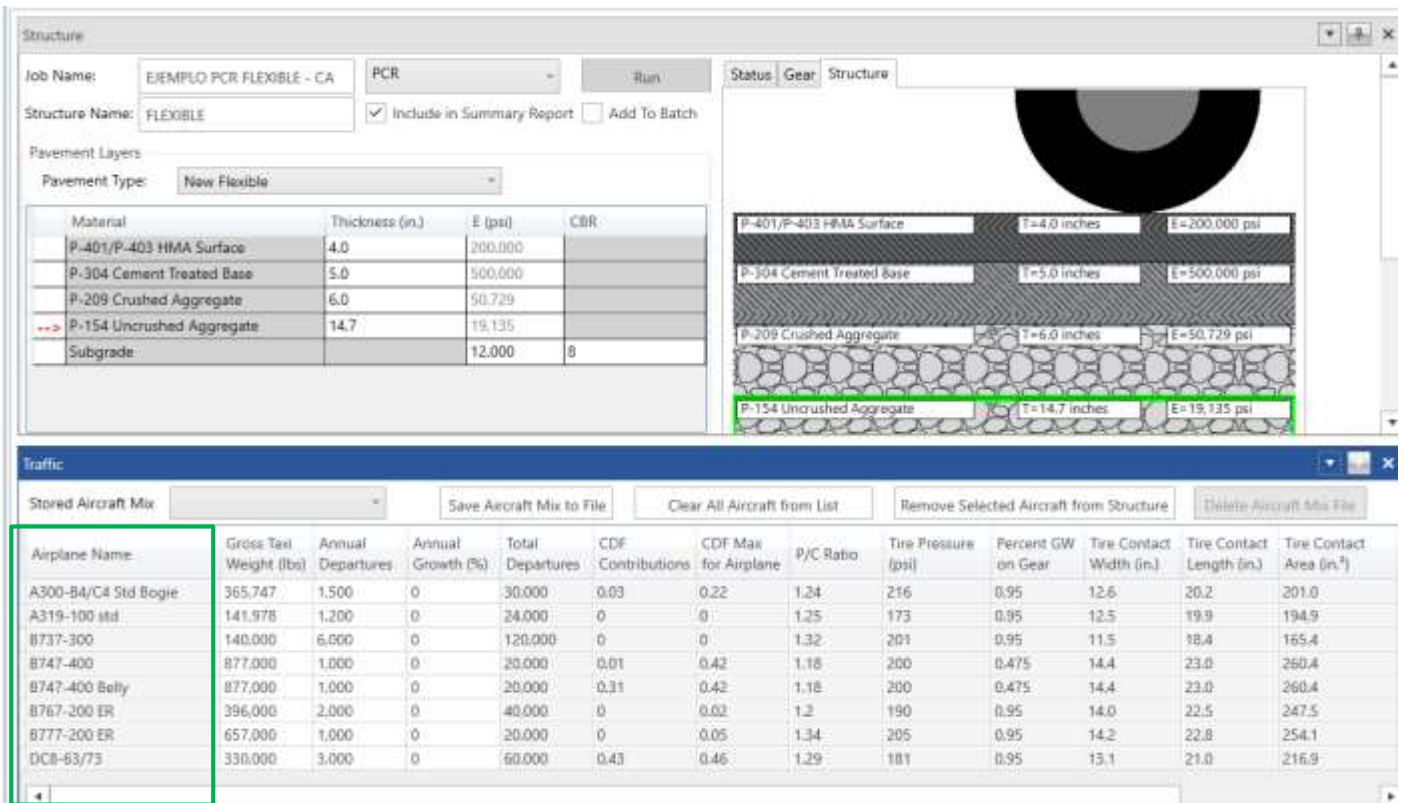 Structure
Job Name: EJEMPLO PCR FLEXIBLE - CA PCR Run
Structure Name: FLEXIBLE Include in Summary Report Add To Batch
Pavement Layers
Pavement Type: New Flexible
Material Thickness (in.) E (psi) CBR
P-401/P-403 HMA Surface 4.0 200,000
P-304 Cement Treated Base 5.0 500,000
P-209 Crushed Aggregate 6.0 50,729
--> P-154 Uncrushed Aggregate 14.7 19,135
Subgrade 12,000 8
Status Gear Structure
P-401/P-403 HMA Surface T=4.0 inches E=200,000 psi
P-304 Cement Treated Base T=5.0 inches E=500,000 psi
P-209 Crushed Aggregate T=6.0 inches E=50,729 psi
P-154 Uncrushed Aggregate T=14.7 inches E=19,135 psi
Traffic
Stored Aircraft Mix Save Aircraft Mix to File Clear All Aircraft from List Remove Selected Aircraft from Structure Delete Aircraft Mix File
Airplane Name Gross Taxi Weight (lbs) Annual Departures Annual Growth (%) Total Departures CDF Contributions CDF Max for Airplane P/C Ratio Tire Pressure (psi) Percent GW on Gear Tire Contact Width (in.) Tire Contact Length (in.) Tire Contact Area (in.²)
A300-B4/C4 Std Bogie 365,747 1,500 0 30,000 0.03 0.22 1.24 216 0.95 12.6 20.2 201.0
A319-100 std 141,978 1,200 0 24,000 0 0 1.25 173 0.95 12.5 19.9 194.9
B737-300 140,000 6,000 0 120,000 0 0 1.32 201 0.95 11.5 18.4 165.4
B747-400 877,000 1,000 0 20,000 0.01 0.42 1.18 200 0.475 14.4 23.0 260.4
B747-400 Belly 877,000 1,000 0 20,000 0.31 0.42 1.18 200 0.475 14.4 23.0 260.4
B767-200 ER 396,000 2,000 0 40,000 0 0.02 1.2 190 0.95 14.0 22.5 247.5
B777-200 ER 657,000 1,000 0 20,000 0 0.05 1.34 205 0.95 14.2 22.8 254.1
DC8-63/73 330,000 3,000 0 60,000 0.43 0.46 1.29 181 0.95 13.1 21.0 216.9